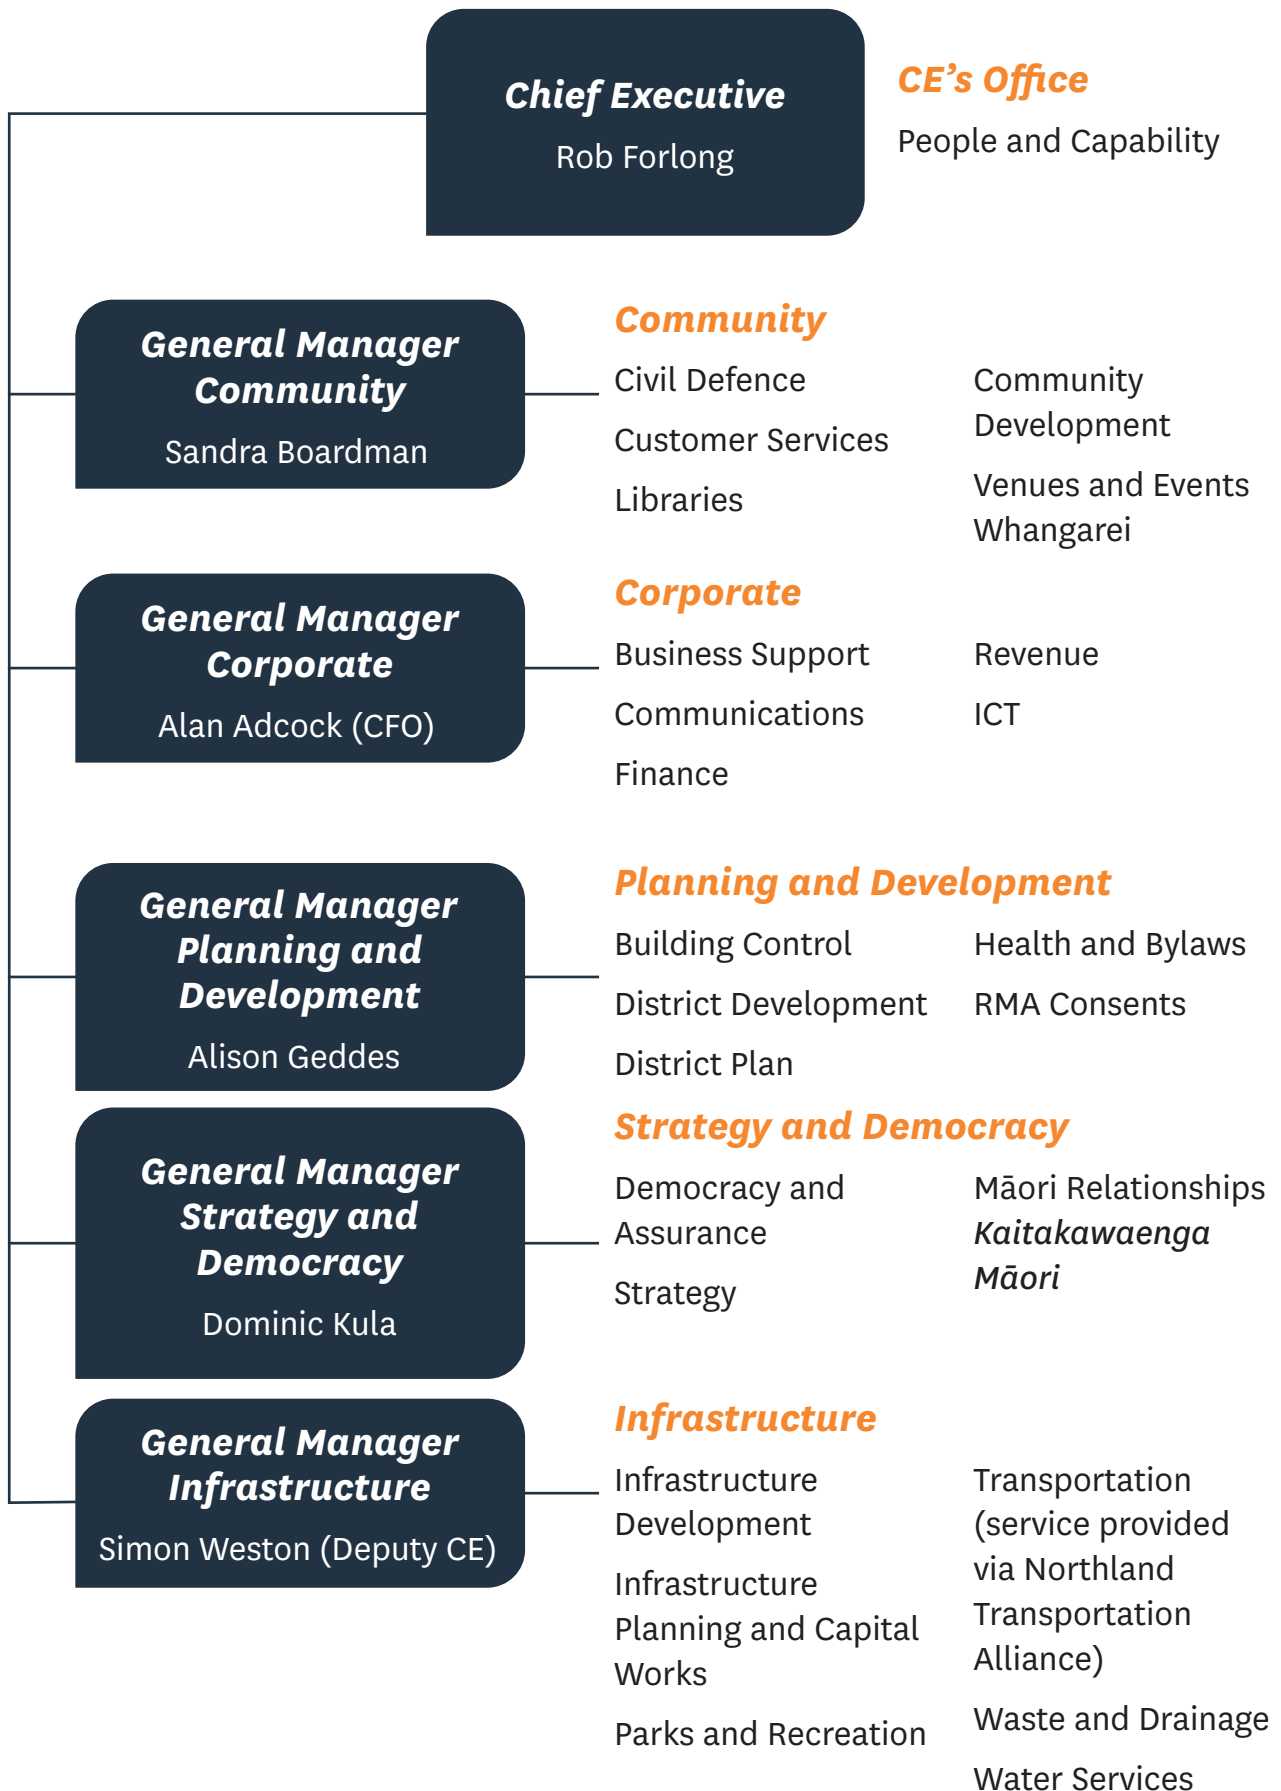 Chief Executive
Rob Forlong
CE’s Office
People and Capability
General Manager
Community
Sandra Boardman
Community
Civil Defence
Customer Services
Libraries
Community
Development
Venues and Events
Whangarei
General Manager
Corporate
Alan Adcock (CFO)
Corporate
Business Support
Communications
Finance
Revenue
ICT
General Manager
Planning and
Development
Alison Geddes
Planning and Development
Building Control
District Development
District Plan
Health and Bylaws
RMA Consents
General Manager
Strategy and
Democracy
Dominic Kula
Strategy and Democracy
Democracy and
Assurance
Strategy
Māori Relationships
Kaitakawaenga
Māori
General Manager
Infrastructure
Simon Weston (Deputy CE)
Infrastructure
Infrastructure
Development
Infrastructure
Planning and Capital
Works
Parks and Recreation
Transportation
(service provided
via Northland
Transportation
Alliance)
Waste and Drainage
Water Services